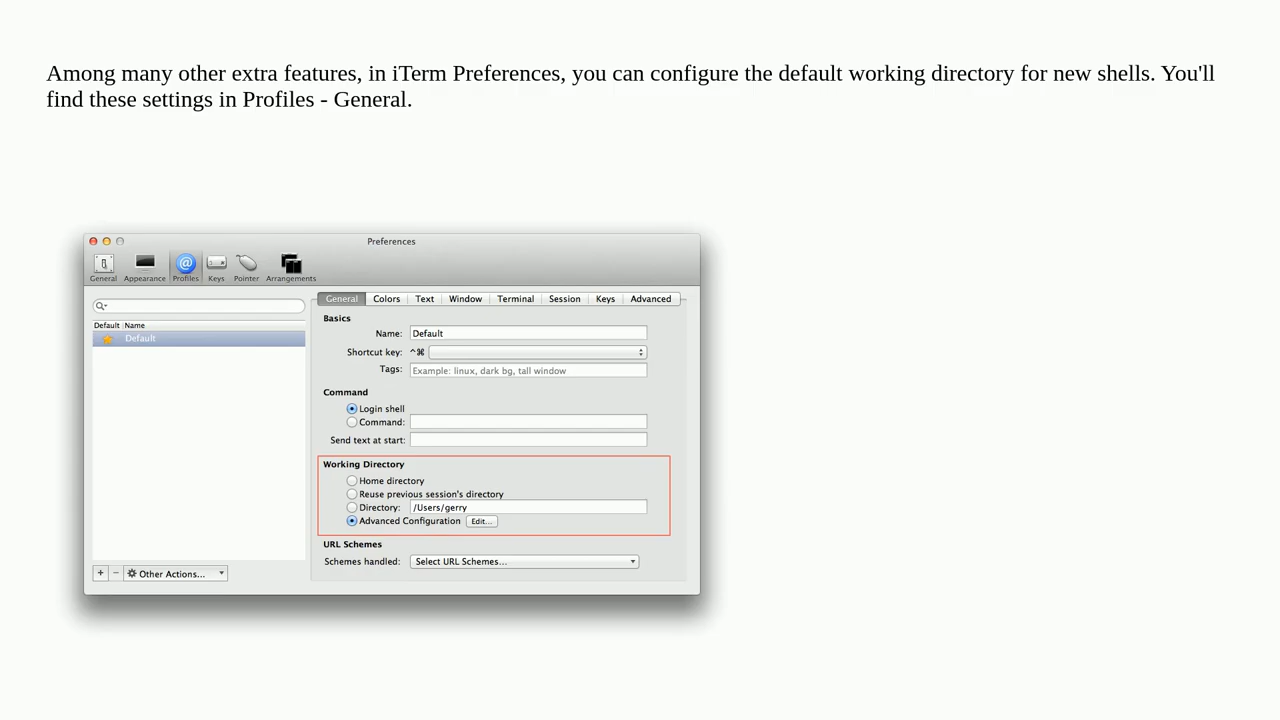 Among many other extra features, in iTerm Preferences, you can configure the default working directory for new shells. You'll
find these settings in Profiles - General.
Preferences
General Appearance Profiles Keys Pointer Arrangements
General Colors Text Window Terminal Session Keys Advanced
Default Name
Default
Basics
Name: Default
Shortcut key: ^⌘
Tags: Example: linux, dark bg, tall window
Command
Login shell
Command:
Send text at start:
Working Directory
Home directory
Reuse previous session's directory
Directory: /Users/gerry
Advanced Configuration Edit...
URL Schemes
Schemes handled: Select URL Schemes...
+ − Other Actions...